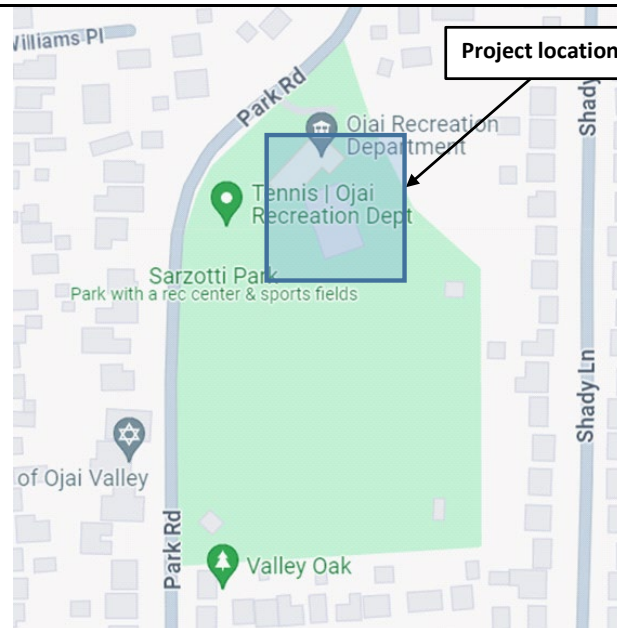 Williams Pl
Project location
Park Rd
Shady
Ojai Recreation
Department
Tennis | Ojai
Recreation Dept
Sarzotti Park
Park with a rec center & sports fields
Shady Ln
of Ojai Valley
Park Rd
Valley Oak